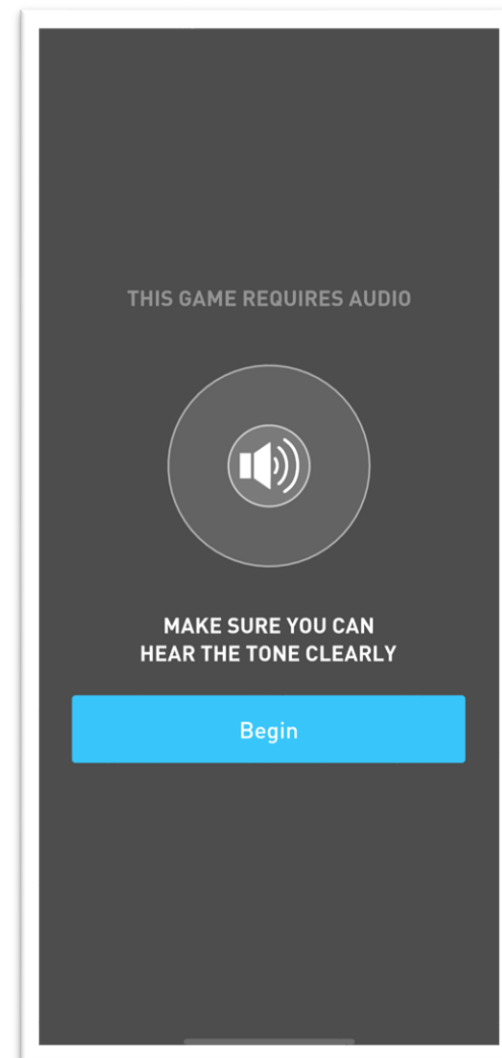 THIS GAME REQUIRES AUDIO
MAKE SURE YOU CAN
HEAR THE TONE CLEARLY
Begin